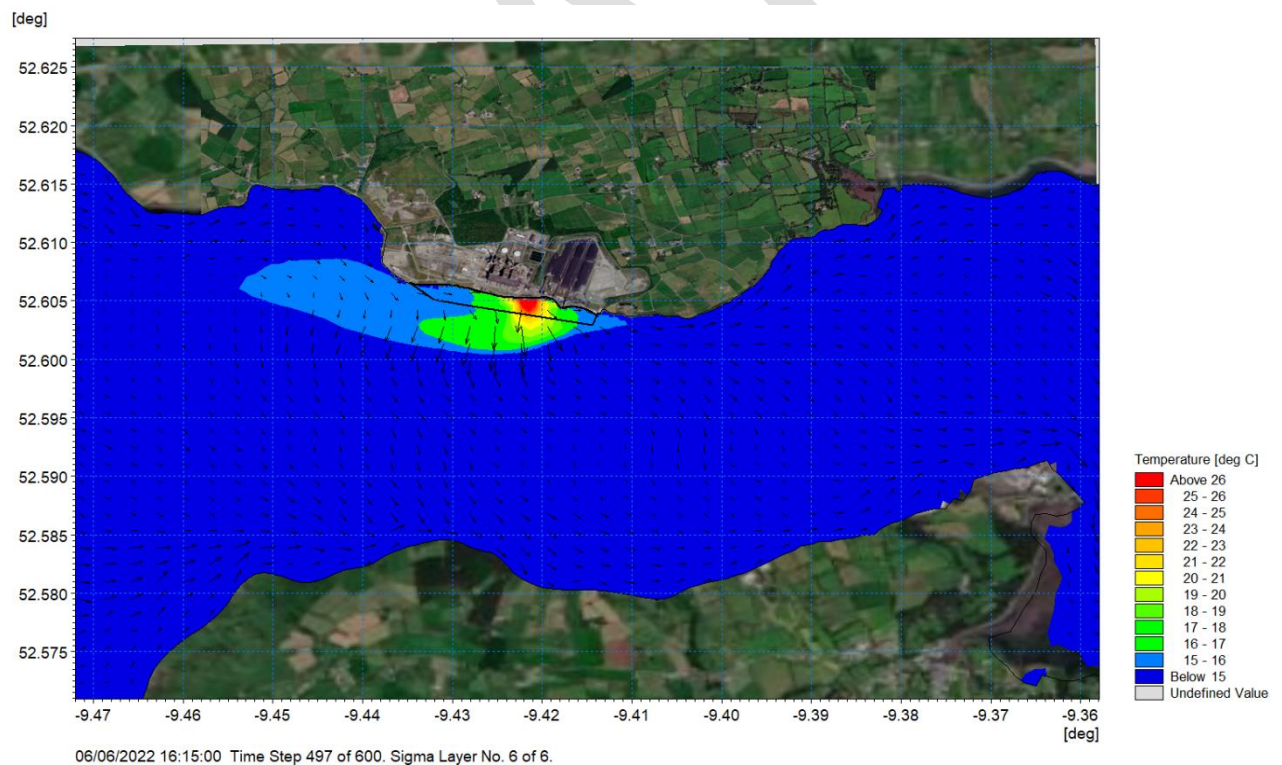 [deg]
52.625
52.620
52.615
52.610
52.605
52.600
52.595
52.590
52.585
52.580
52.575
-9.47 -9.46 -9.45 -9.44 -9.43 -9.42 -9.41 -9.40 -9.39 -9.38 -9.37 -9.36
[deg]
Temperature [deg C]
Above 26
25 - 26
24 - 25
23 - 24
22 - 23
21 - 22
20 - 21
19 - 20
18 - 19
17 - 18
16 - 17
15 - 16
Below 15
Undefined Value
06/06/2022 16:15:00 Time Step 497 of 600. Sigma Layer No. 6 of 6.